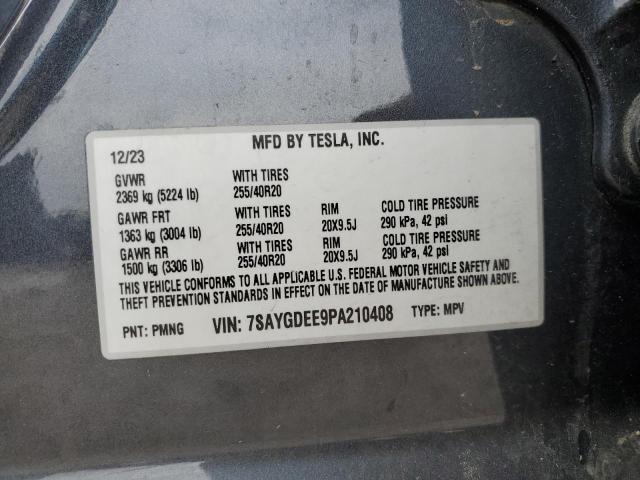 MFD BY TESLA, INC.
12/23
GVWR WITH TIRES
2369 kg (5224 lb) 255/40R20
GAWR FRT WITH TIRES RIM COLD TIRE PRESSURE
1363 kg (3004 lb) 255/40R20 20X9.5J 290 kPa, 42 psi
GAWR RR WITH TIRES RIM COLD TIRE PRESSURE
1500 kg (3306 lb) 255/40R20 20X9.5J 290 kPa, 42 psi
THIS VEHICLE CONFORMS TO ALL APPLICABLE U.S. FEDERAL MOTOR VEHICLE SAFETY AND
THEFT PREVENTION STANDARDS IN EFFECT ON THE DATE OF MANUFACTURE SHOWN ABOVE.
PNT: PMNG VIN: 7SAYGDEE9PA210408 TYPE: MPV